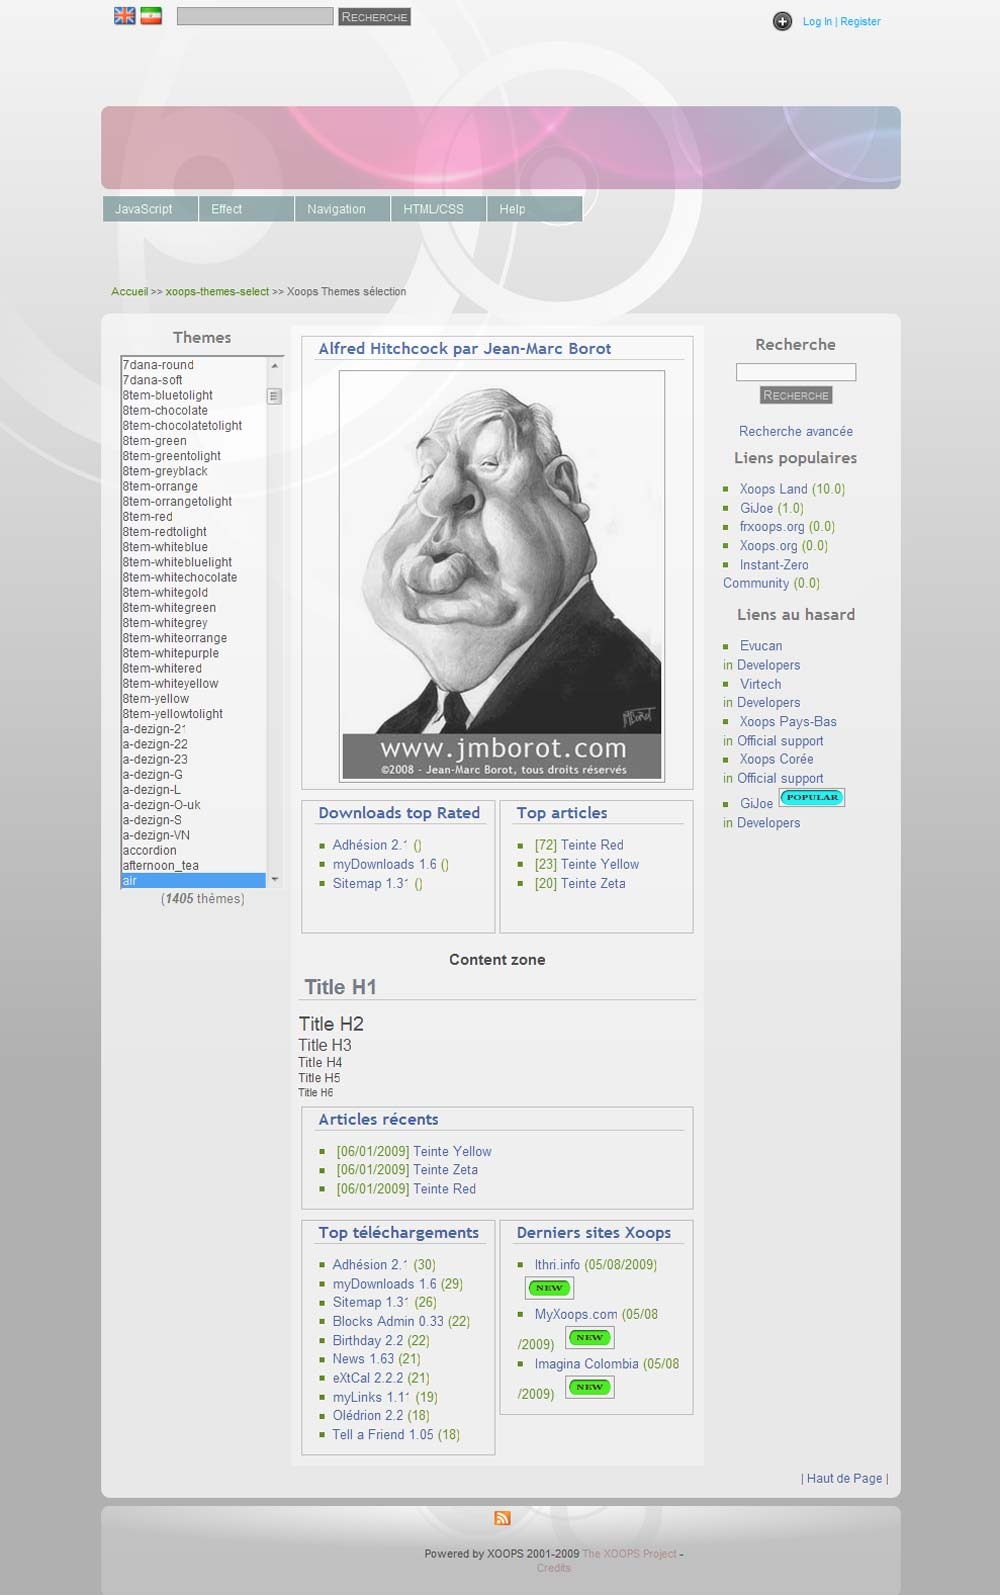 RECHERCHE
Log In | Register
JavaScript
Effect
Navigation
HTML/CSS
Help
Accueil >> xoops-themes-select >> Xoops Themes sélection
Themes
7dana-round
7dana-soft
8tem-bluetolight
8tem-chocolate
8tem-chocolatetolight
8tem-green
8tem-greentolight
8tem-greyblack
8tem-orrange
8tem-orrangetolight
8tem-red
8tem-redtolight
8tem-whiteblue
8tem-whitebluelight
8tem-whitechocolate
8tem-whitegold
8tem-whitegreen
8tem-whitegrey
8tem-whiteorrange
8tem-whitepurple
8tem-whitered
8tem-whiteyellow
8tem-yellow
8tem-yellowtolight
a-dezign-21
a-dezign-22
a-dezign-23
a-dezign-G
a-dezign-L
a-dezign-O-uk
a-dezign-S
a-dezign-VN
accordion
afternoon_tea
air
(1405 thèmes)
Alfred Hitchcock par Jean-Marc Borot
www.jmborot.com
©2008 - Jean-Marc Borot, tous droits réservés
Downloads top Rated
Adhésion 2.1 ()
myDownloads 1.6 ()
Sitemap 1.31 ()
Top articles
[72] Teinte Red
[23] Teinte Yellow
[20] Teinte Zeta
Content zone
Title H1
Title H2
Title H3
Title H4
Title H5
Title H6
Articles récents
[06/01/2009] Teinte Yellow
[06/01/2009] Teinte Zeta
[06/01/2009] Teinte Red
Top téléchargements
Adhésion 2.1 (30)
myDownloads 1.6 (29)
Sitemap 1.31 (26)
Blocks Admin 0.33 (22)
Birthday 2.2 (22)
News 1.63 (21)
eXtCal 2.2.2 (21)
myLinks 1.11 (19)
Olédrion 2.2 (18)
Tell a Friend 1.05 (18)
Derniers sites Xoops
Ithri.info (05/08/2009)
NEW
MyXoops.com (05/08
/2009) NEW
Imagina Colombia (05/08
/2009) NEW
Recherche
RECHERCHE
Recherche avancée
Liens populaires
Xoops Land (10.0)
GiJoe (1.0)
frxoops.org (0.0)
Xoops.org (0.0)
Instant-Zero
Community (0.0)
Liens au hasard
Evucan
in Developers
Virtech
in Developers
Xoops Pays-Bas
in Official support
Xoops Corée
in Official support
GiJoe POPULAR
in Developers
| Haut de Page |
Powered by XOOPS 2001-2009 The XOOPS Project -
Credits